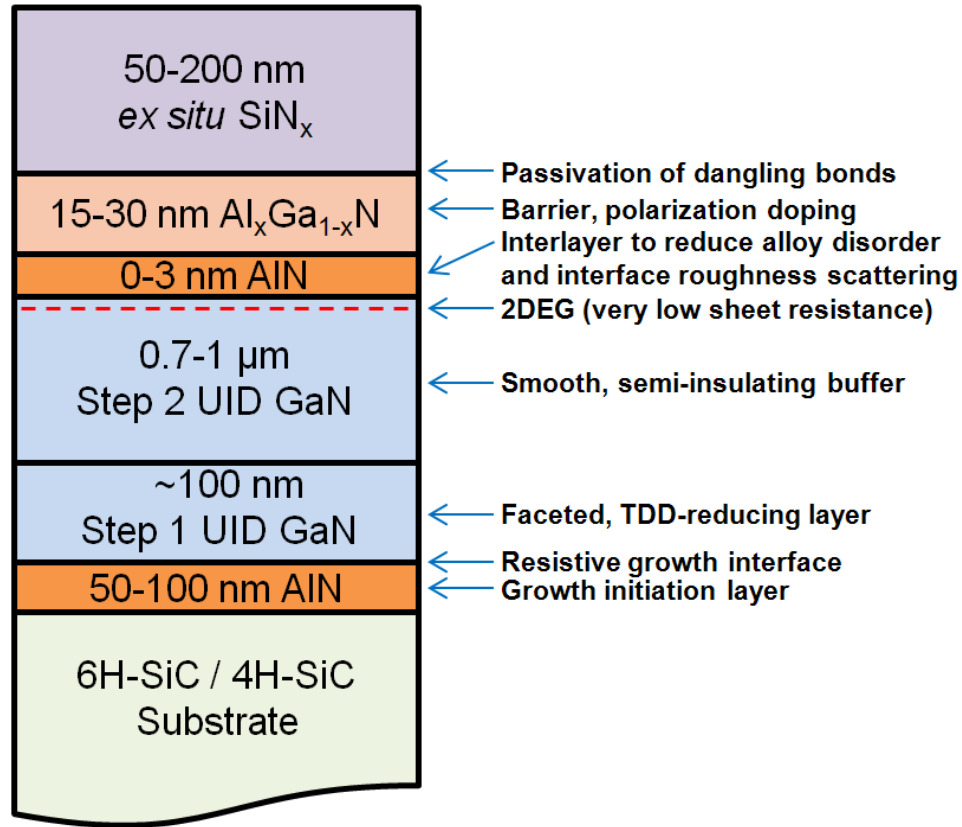 50-200 nm
ex situ SiNₓ
Passivation of dangling bonds
15-30 nm AlₓGa₁₋ₓN
Barrier, polarization doping
Interlayer to reduce alloy disorder
and interface roughness scattering
0-3 nm AlN
2DEG (very low sheet resistance)
0.7-1 µm
Step 2 UID GaN
Smooth, semi-insulating buffer
~100 nm
Step 1 UID GaN
Faceted, TDD-reducing layer
Resistive growth interface
50-100 nm AlN
Growth initiation layer
6H-SiC / 4H-SiC
Substrate